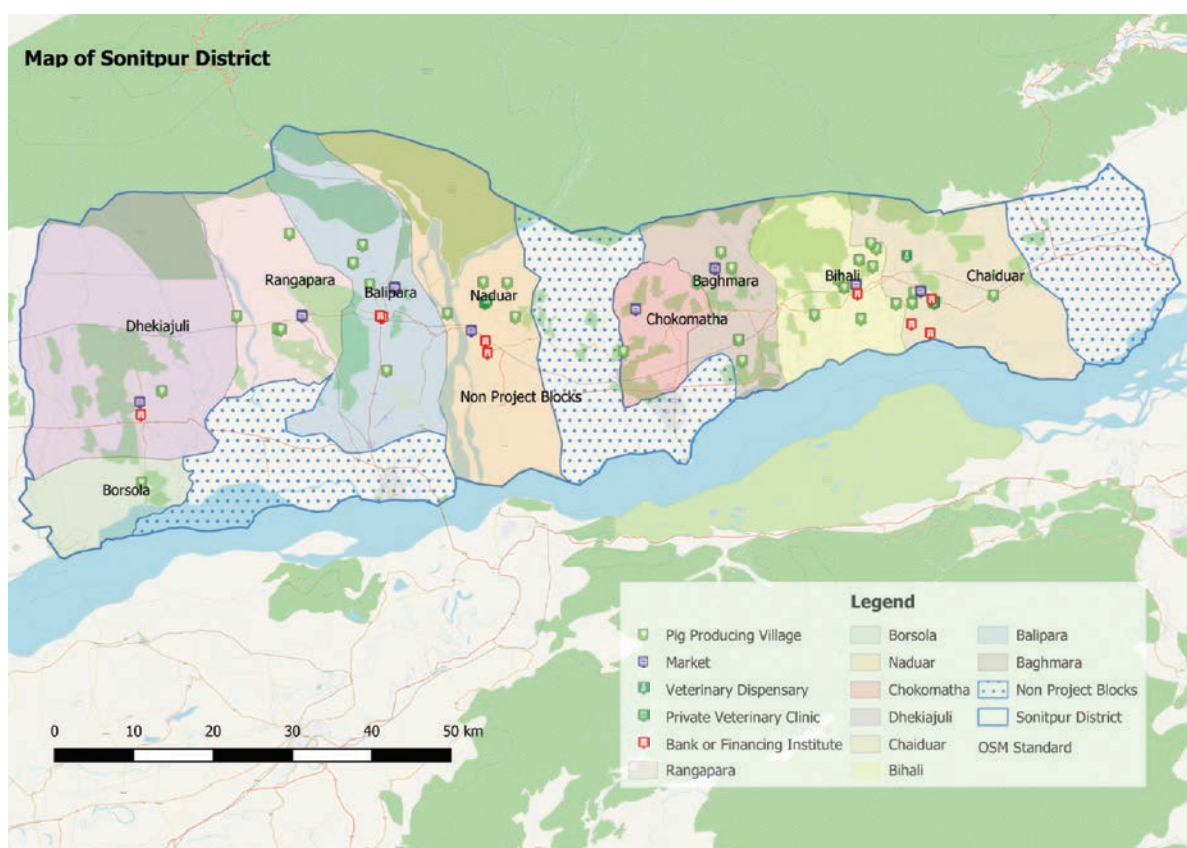 Map of Sonitpur District
Rangapara
Balipara
Naduar
Baghmara
Bihali
Chaiduar
Dhekiajuli
Chokomatha
Non Project Blocks
Borsola
Legend
Pig Producing Village
Market
Veterinary Dispensary
Private Veterinary Clinic
Bank or Financing Institute
Rangapara
Borsola
Naduar
Chokomatha
Dhekiajuli
Chaiduar
Bihali
Balipara
Baghmara
Non Project Blocks
Sonitpur District
OSM Standard
0 10 20 30 40 50 km